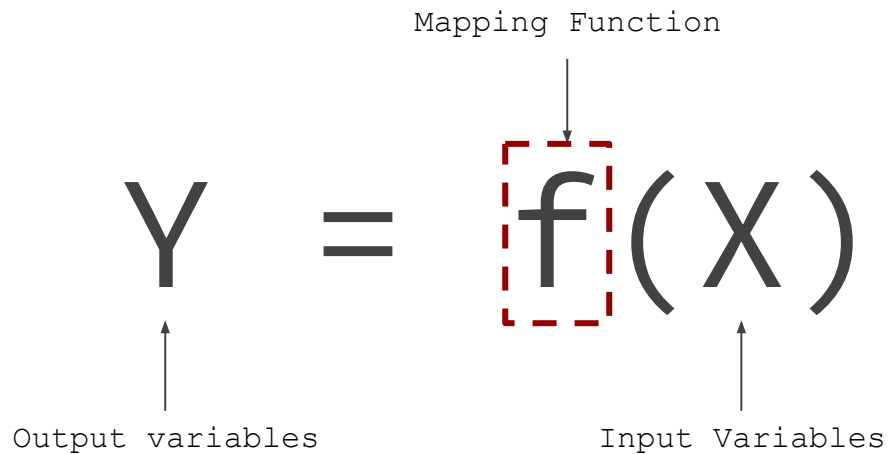 Mapping Function
Y = f(X)
Output variables
Input Variables